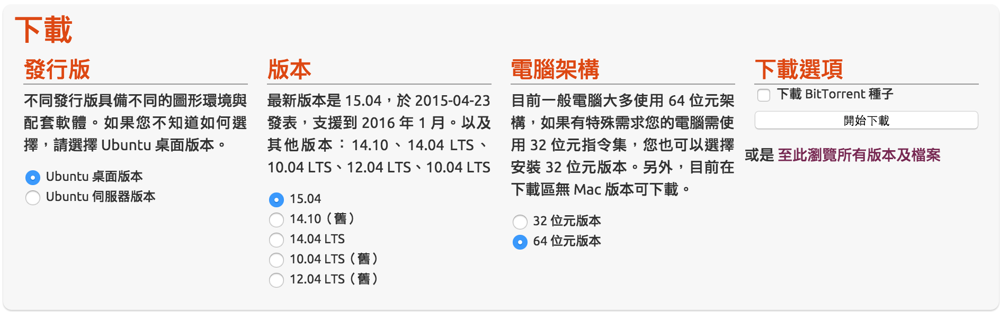 下載
發行版
不同發行版具備不同的圖形環境與
配套軟體。如果您不知道如何選
擇，請選擇 Ubuntu 桌面版本。
Ubuntu 桌面版本
Ubuntu 伺服器版本
版本
最新版本是 15.04，於 2015-04-23
發表，支援到 2016 年 1 月。以及
其他版本：14.10、14.04 LTS、
10.04 LTS、12.04 LTS、10.04 LTS
15.04
14.10（舊）
14.04 LTS
10.04 LTS（舊）
12.04 LTS（舊）
電腦架構
目前一般電腦大多使用 64 位元架
構，如果有特殊需求您的電腦需使
用 32 位元指令集，您也可以選擇
安裝 32 位元版本。另外，目前在
下載區無 Mac 版本可下載。
32 位元版本
64 位元版本
下載選項
下載 BitTorrent 種子
開始下載
或是 至此瀏覽所有版本及檔案